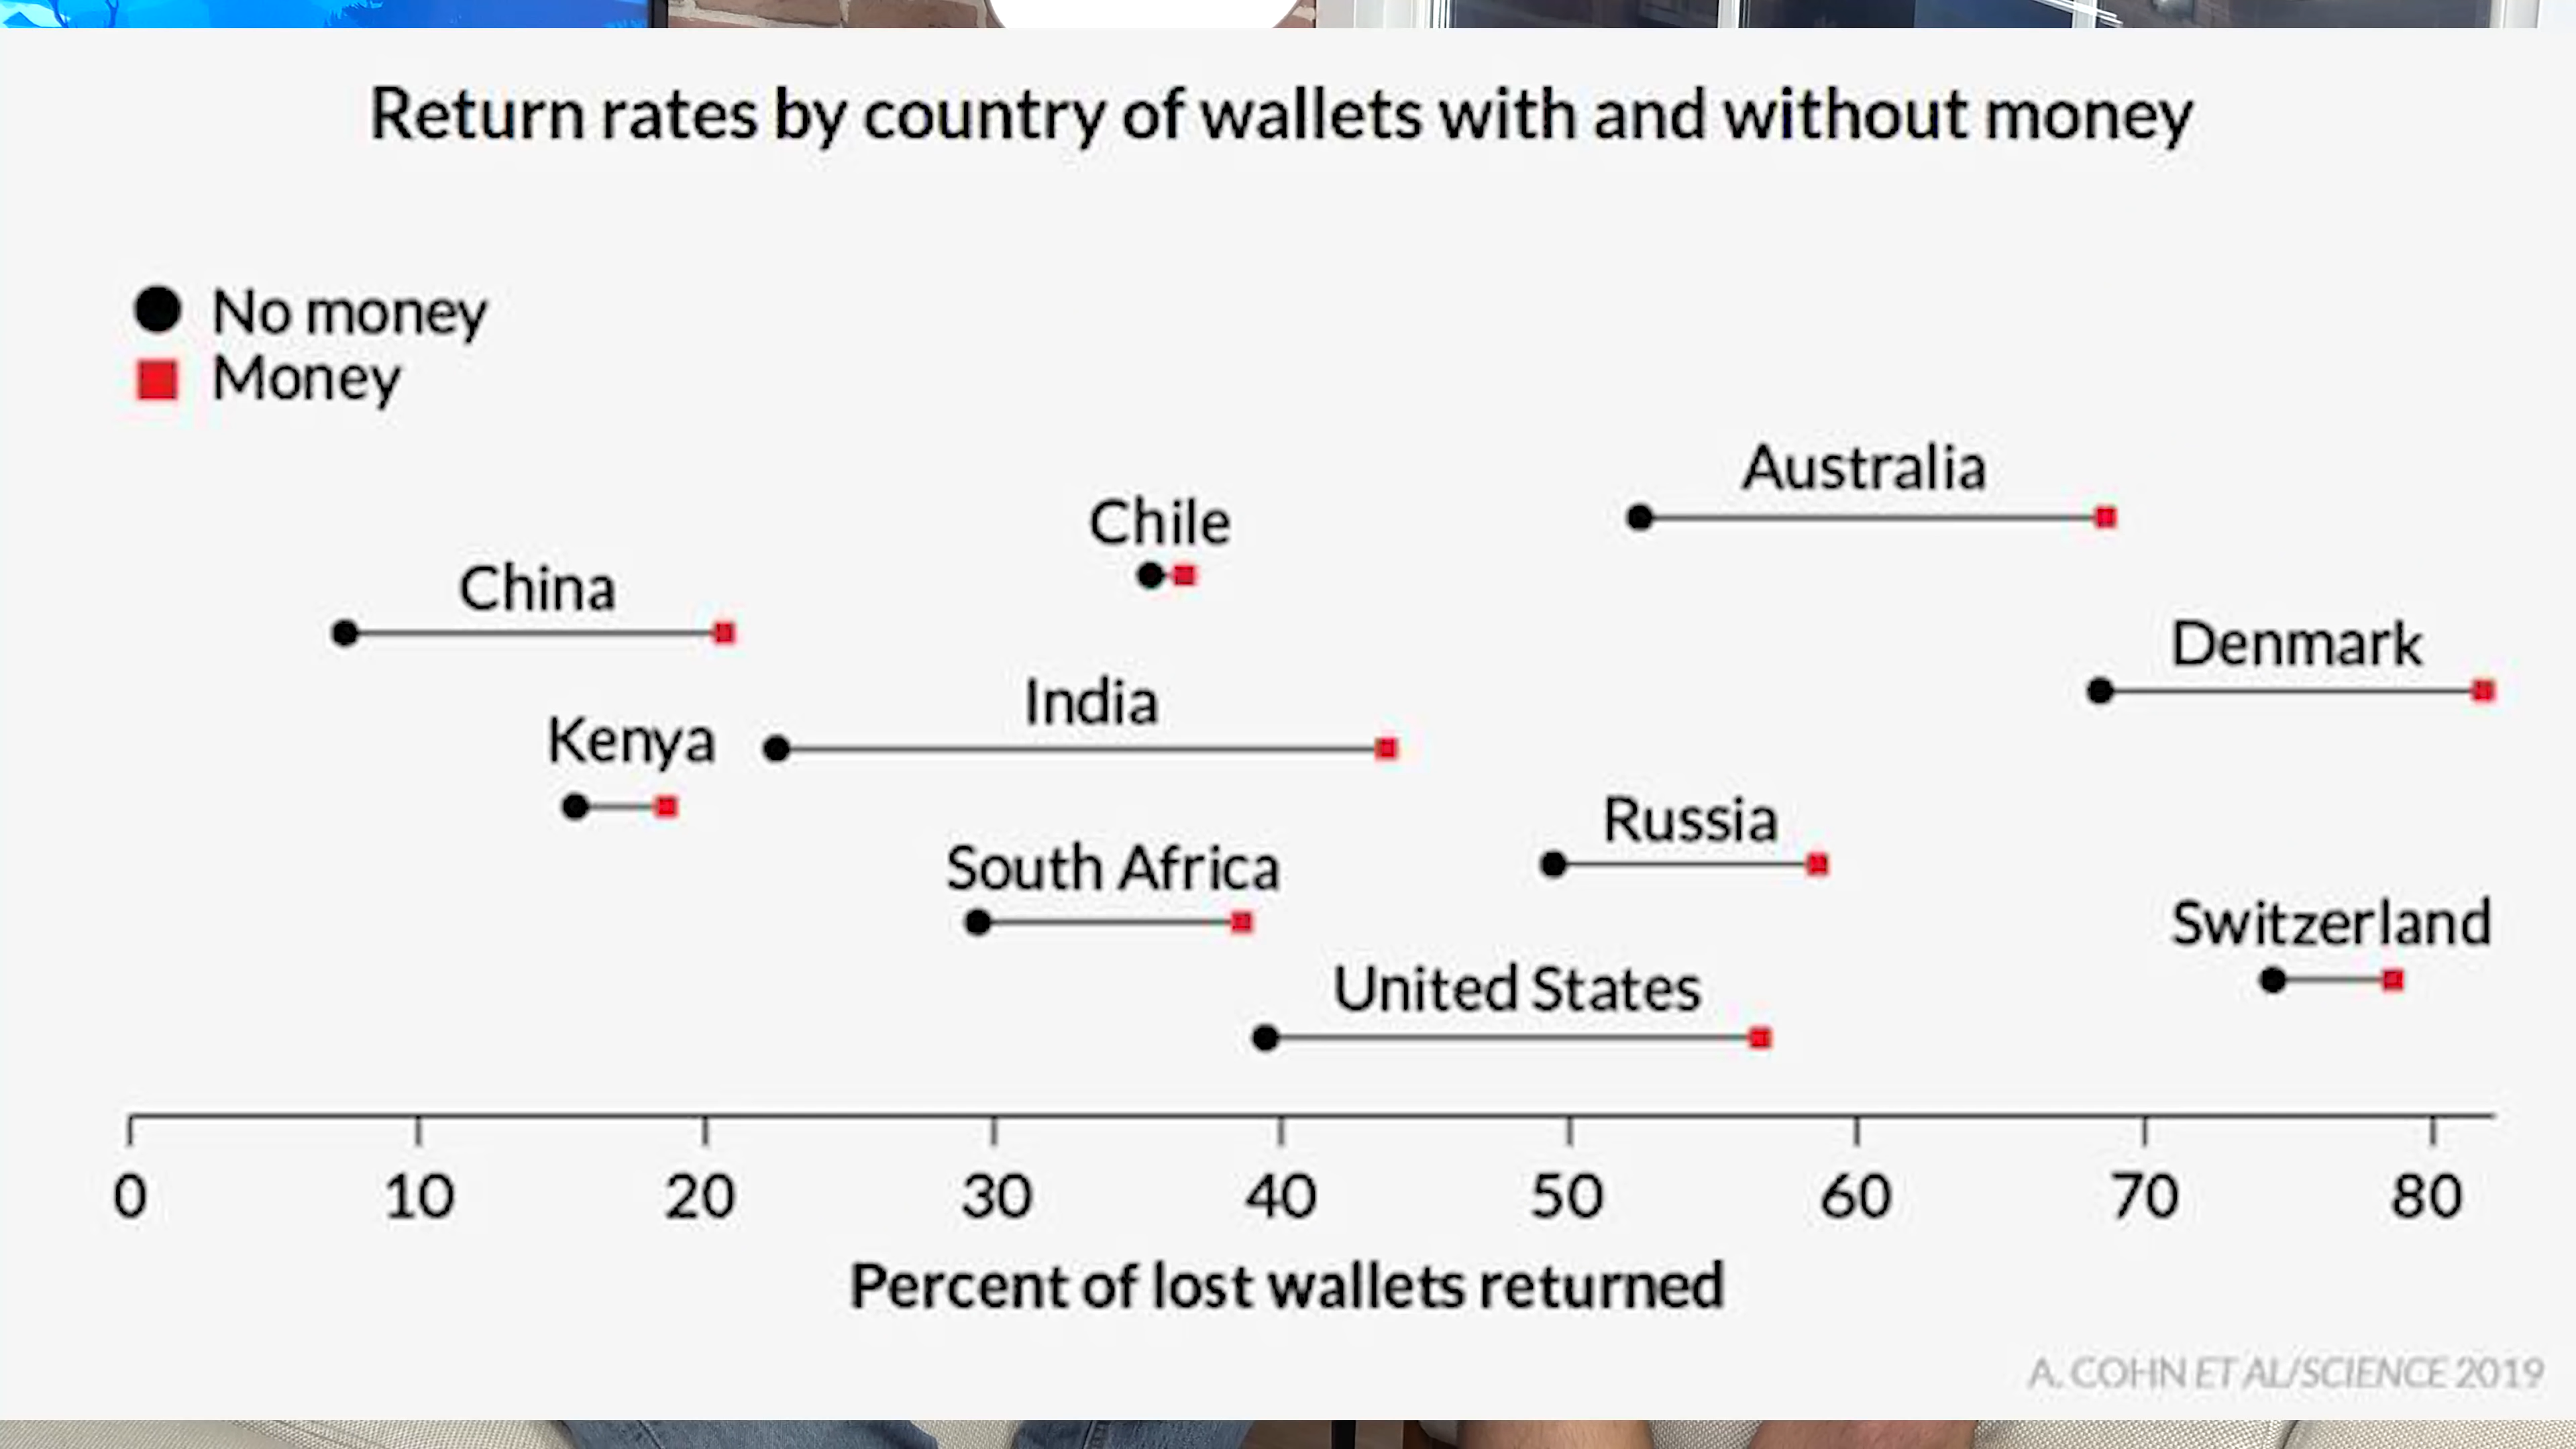 Return rates by country of wallets with and without money
No money
Money
Australia
Chile
China
Denmark
India
Kenya
Russia
South Africa
Switzerland
United States
0 10 20 30 40 50 60 70 80
Percent of lost wallets returned
A. COHN ET AL/SCIENCE 2019